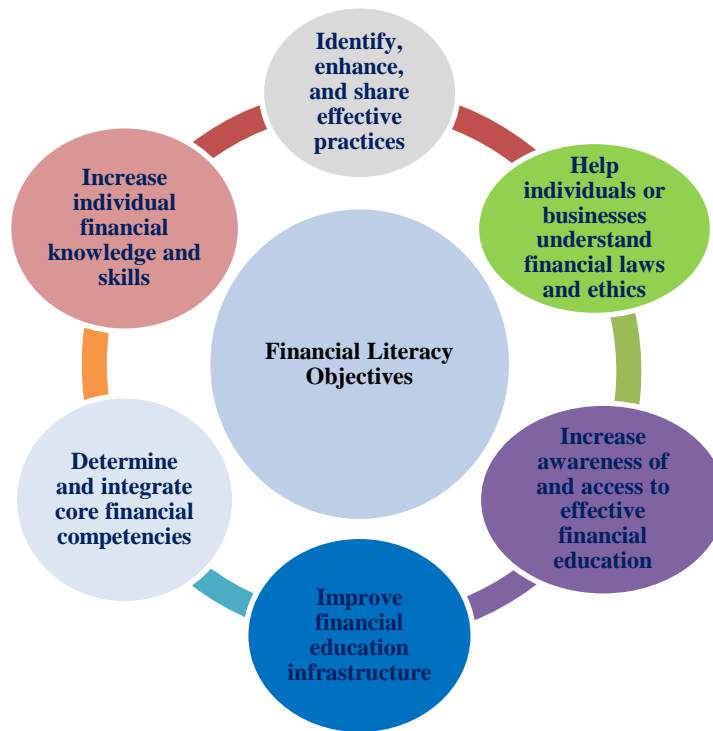 Identify,
enhance,
and share
effective
practices
Help
individuals or
businesses
understand
financial laws
and ethics
Increase
awareness of
and access to
effective
financial
education
Improve
financial
education
infrastructure
Determine
and integrate
core financial
competencies
Increase
individual
financial
knowledge and
skills
Financial Literacy
Objectives